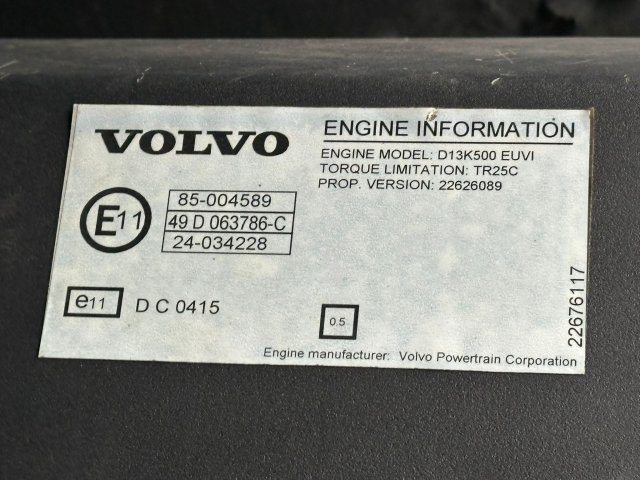 VOLVO
ENGINE INFORMATION
ENGINE MODEL: D13K500 EUVI
TORQUE LIMITATION: TR25C
PROP. VERSION: 22626089
E11
85-004589
49 D 063786-C
24-034228
e11
D C 0415
0.5
22676117
Engine manufacturer: Volvo Powertrain Corporation